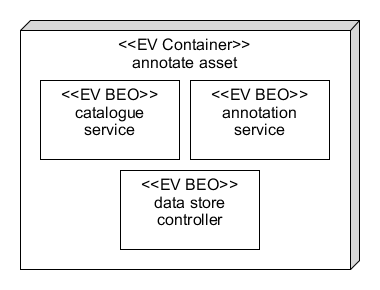 <<EV Container>>
annotate asset
<<EV BEO>>
catalogue
service
<<EV BEO>>
annotation
service
<<EV BEO>>
data store
controller